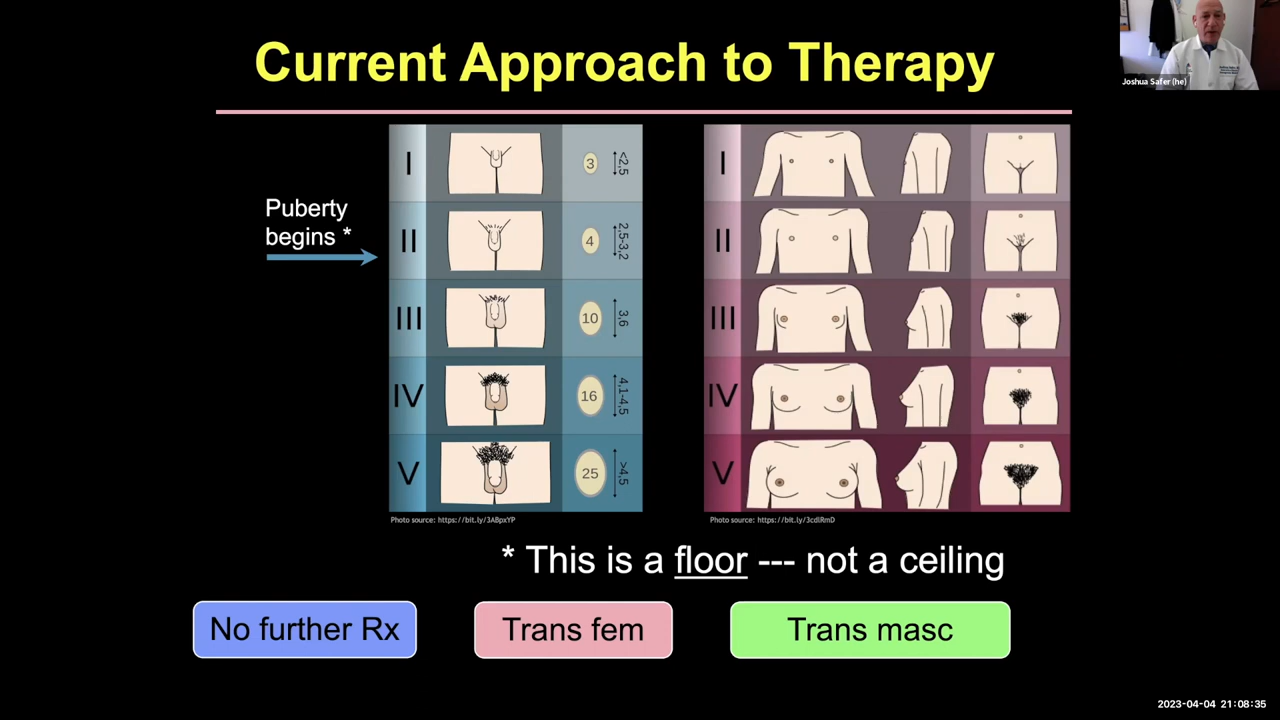 Current Approach to Therapy
Joshua Safer (he)
Puberty
begins *
I
3
<2,5
II
4
2,5-3,2
III
10
3,6
IV
16
4,1-4,5
V
25
>4,5
I
II
III
IV
V
Photo source: https://bit.ly/3ABpxYP
Photo source: https://bit.ly/3cdlRmD
* This is a floor --- not a ceiling
No further Rx
Trans fem
Trans masc
2023-04-04 21:08:35